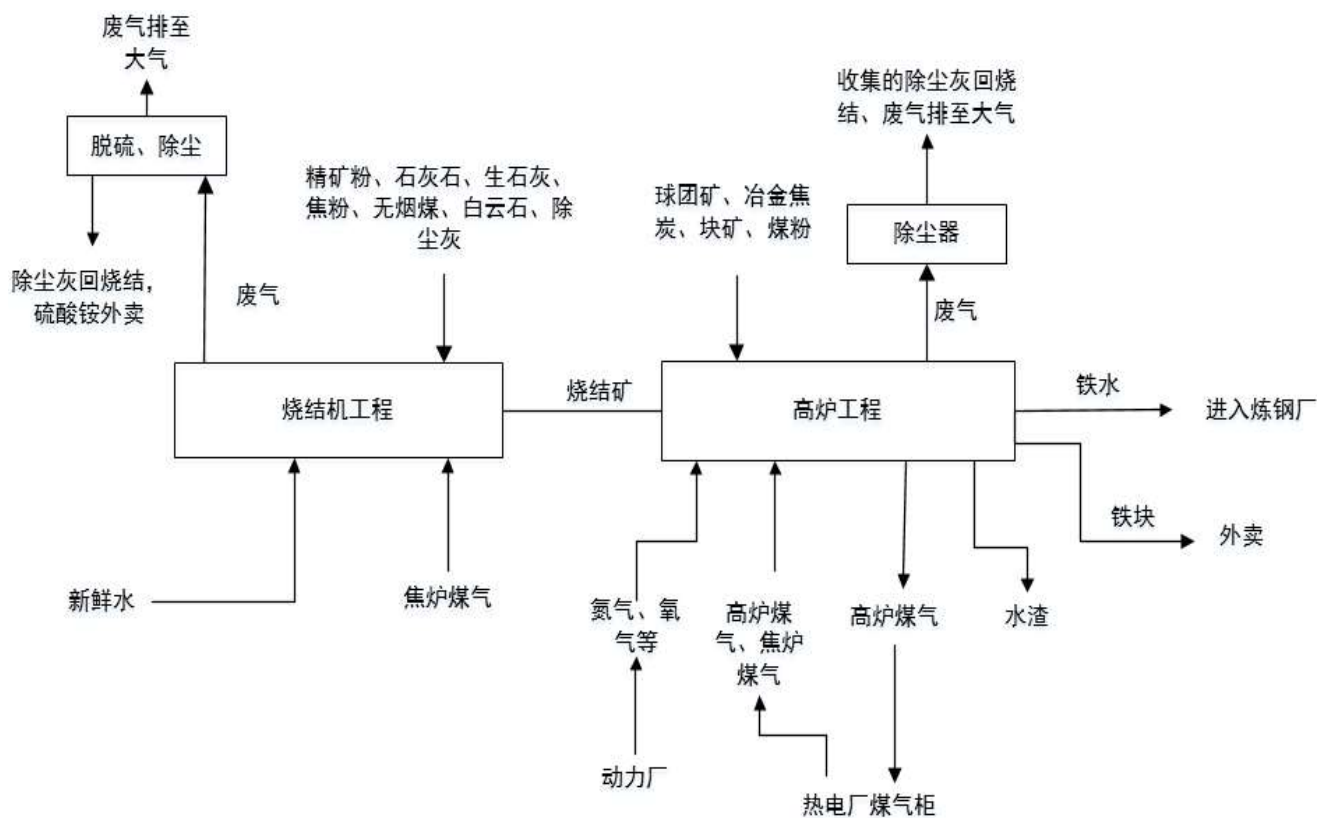 废气排至
大气
脱硫、除尘
除尘灰回烧结，
硫酸铵外卖
废气
精矿粉、石灰石、生石灰、
焦粉、无烟煤、白云石、除
尘灰
球团矿、冶金焦
炭、块矿、煤粉
收集的除尘灰回烧
结、废气排至大气
除尘器
废气
烧结机工程
烧结矿
高炉工程
铁水
进入炼钢厂
铁块
外卖
新鲜水
焦炉煤气
氮气、氧
气等
高炉煤
气、焦炉
煤气
高炉煤气
水渣
动力厂
热电厂煤气柜